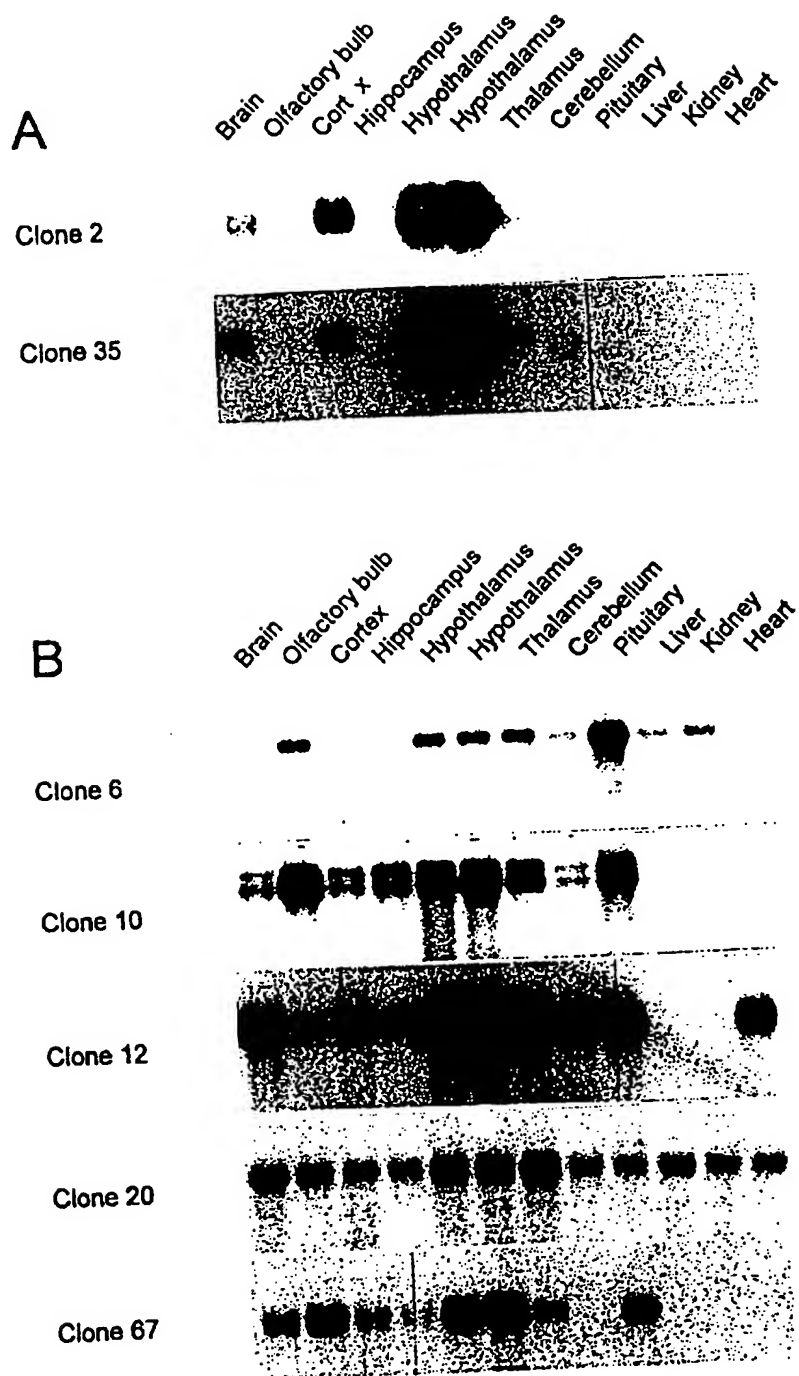 A
Brain
Olfactory bulb
Cort x
Hippocampus
Hypothalamus
Hypothalamus
Thalamus
Cerebellum
Pituitary
Liver
Kidney
Heart
Clone 2
Clone 35
B
Brain
Olfactory bulb
Cortex
Hippocampus
Hypothalamus
Hypothalamus
Thalamus
Cerebellum
Pituitary
Liver
Kidney
Heart
Clone 6
Clone 10
Clone 12
Clone 20
Clone 67